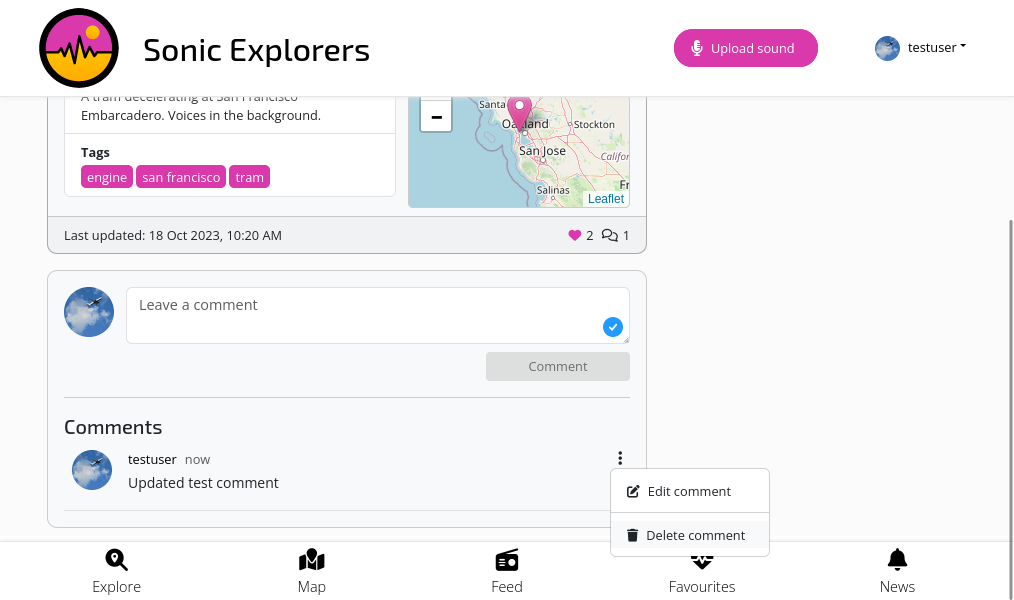 Sonic Explorers
Upload sound
testuser
A tram decelerating at San Francisco
Embarcadero. Voices in the background.
Tags
engine san francisco tram
−
Santa
Oakland
Stockton
San Jose
Califor
Salinas
Fr
Leaflet
Last updated: 18 Oct 2023, 10:20 AM
2 1
Leave a comment
Comment
Comments
testuser now
Updated test comment
Edit comment
Delete comment
Explore Map Feed Favourites News